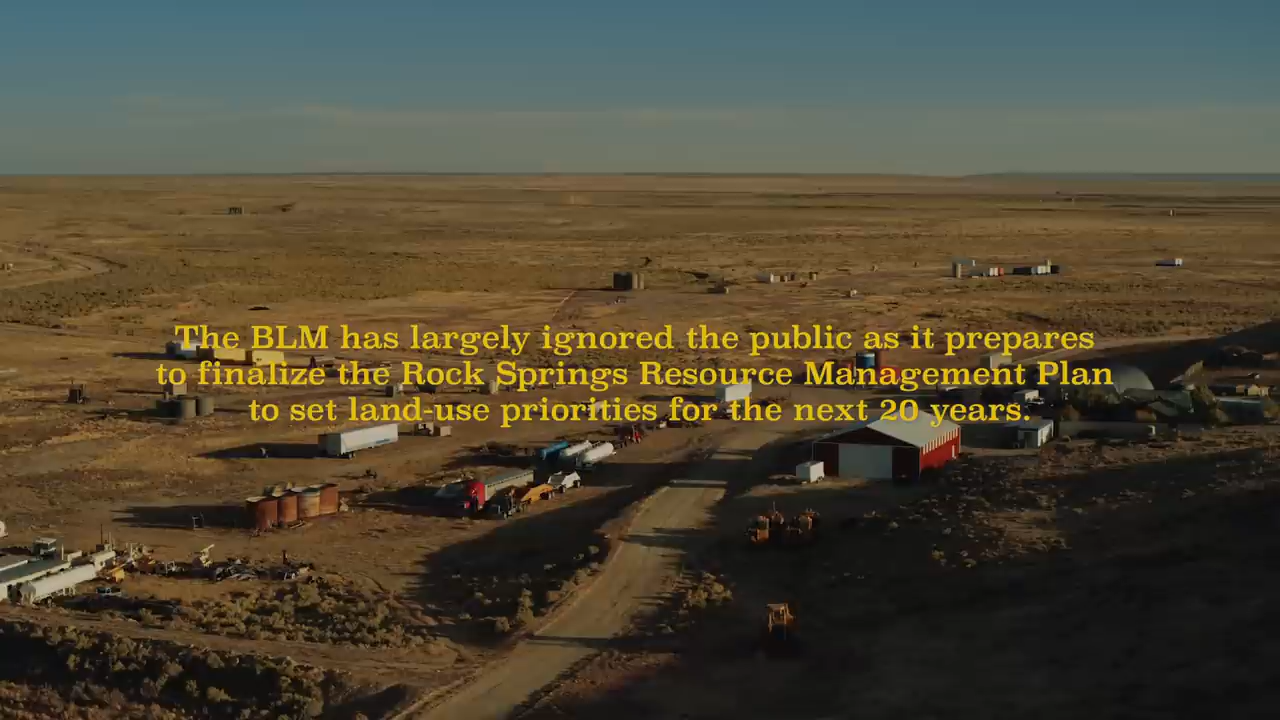 The BLM has largely ignored the public as it prepares
to finalize the Rock Springs Resource Management Plan
to set land-use priorities for the next 20 years.